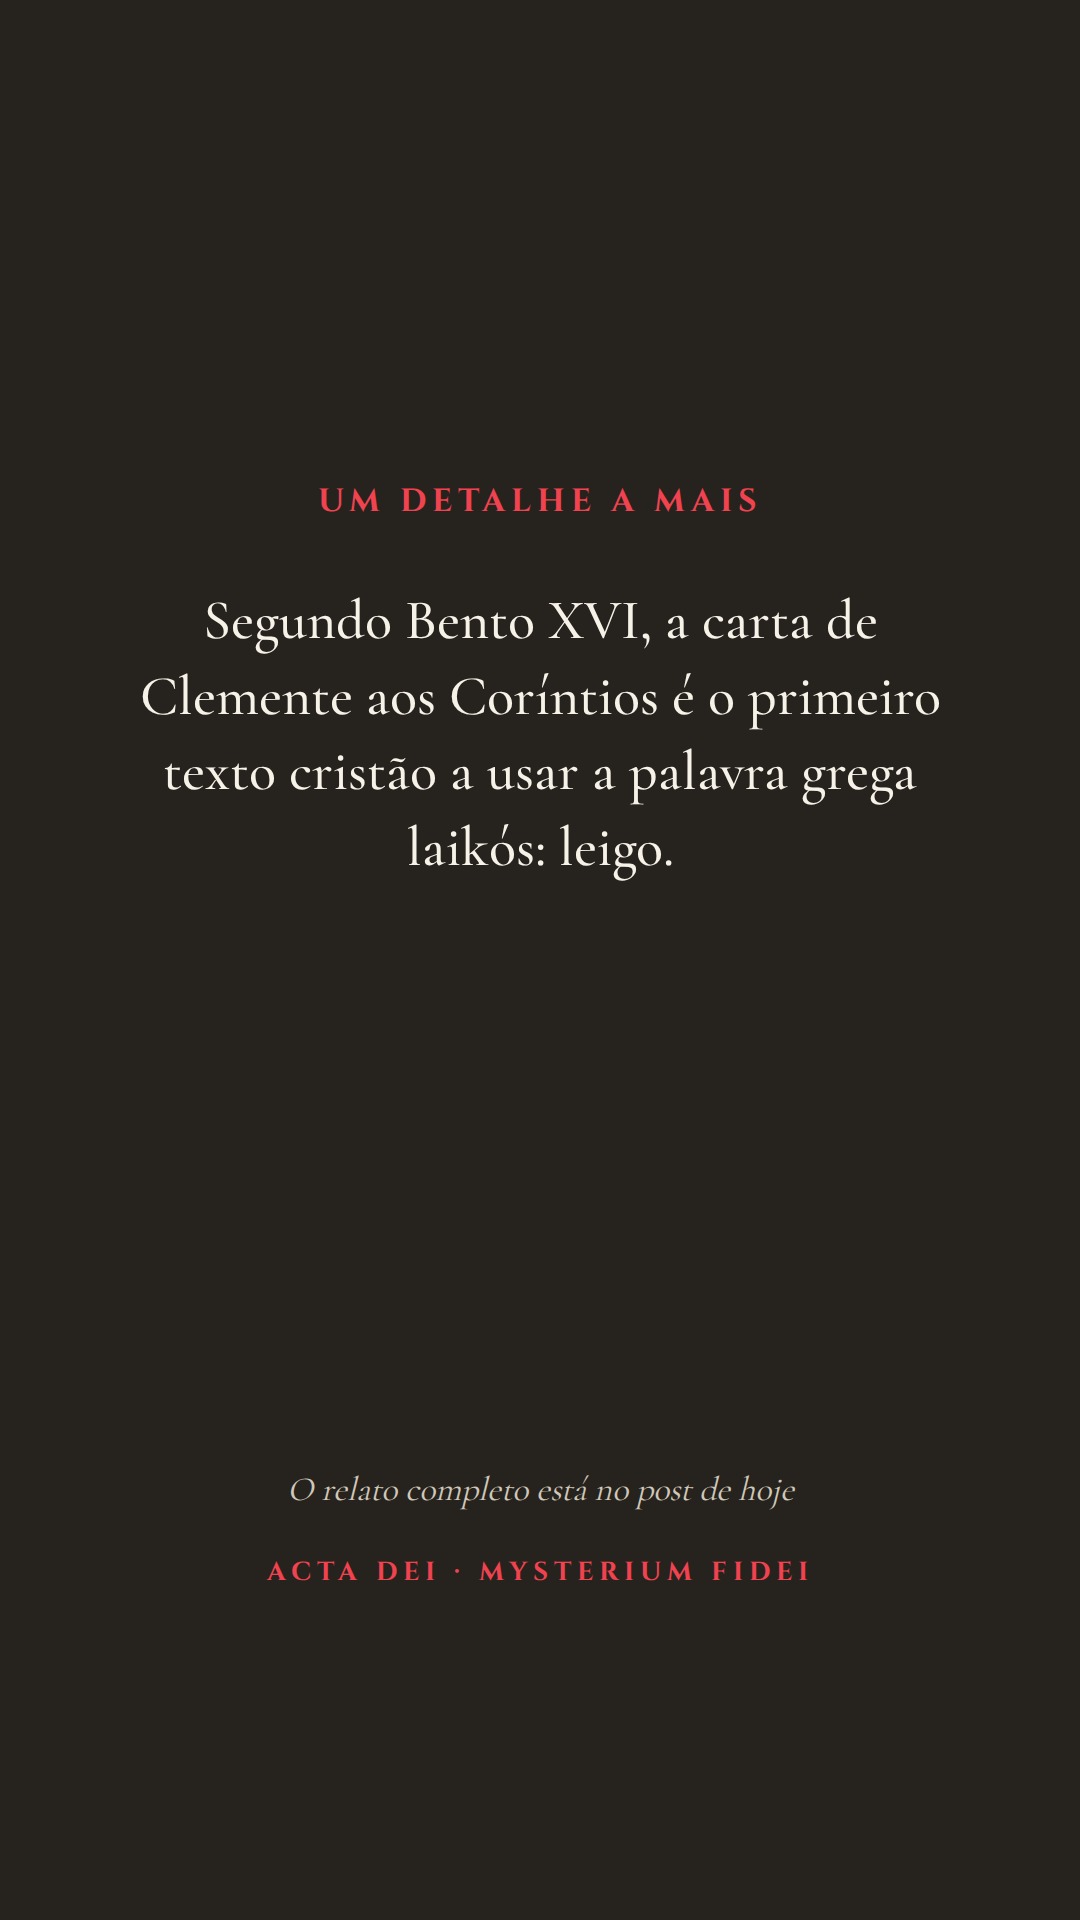 UM DETALHE A MAIS
Segundo Bento XVI, a carta de
Clemente aos Coríntios é o primeiro
texto cristão a usar a palavra grega
laikós: leigo.
O relato completo está no post de hoje
ACTA DEI · MYSTERIUM FIDEI